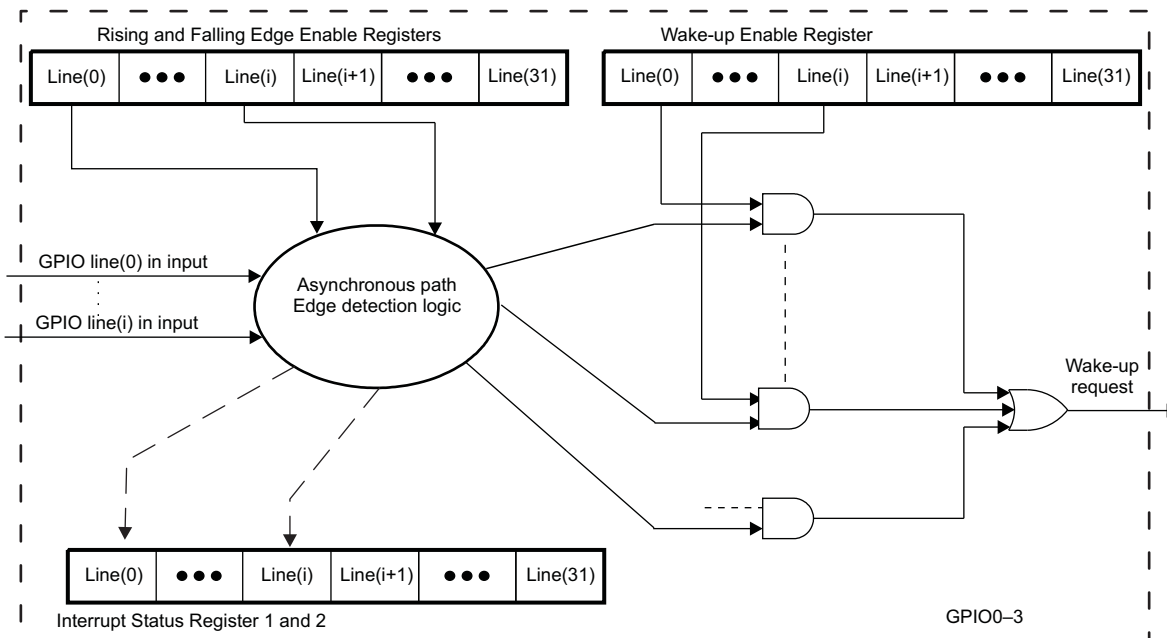 Rising and Falling Edge Enable Registers
Line(0) ●●● Line(i) Line(i+1) ●●● Line(31)
Wake-up Enable Register
Line(0) ●●● Line(i) Line(i+1) ●●● Line(31)
GPIO line(0) in input
GPIO line(i) in input
Asynchronous path
Edge detection logic
Wake-up
request
Line(0) ●●● Line(i) Line(i+1) ●●● Line(31)
Interrupt Status Register 1 and 2
GPIO0–3